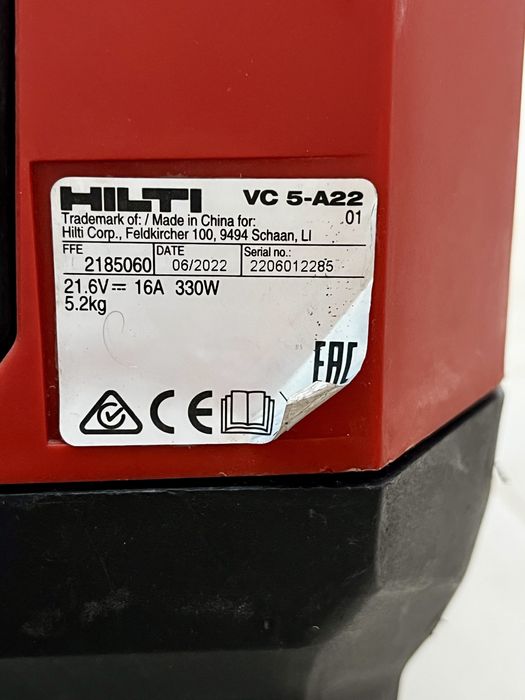 HILTI VC 5-A22
Trademark of: / Made in China for: 01
Hilti Corp., Feldkircher 100, 9494 Schaan, LI
FFE DATE Serial no.:
2185060 06/2022 2206012285
21.6V⎓ 16A 330W
5.2kg
EAC
CE